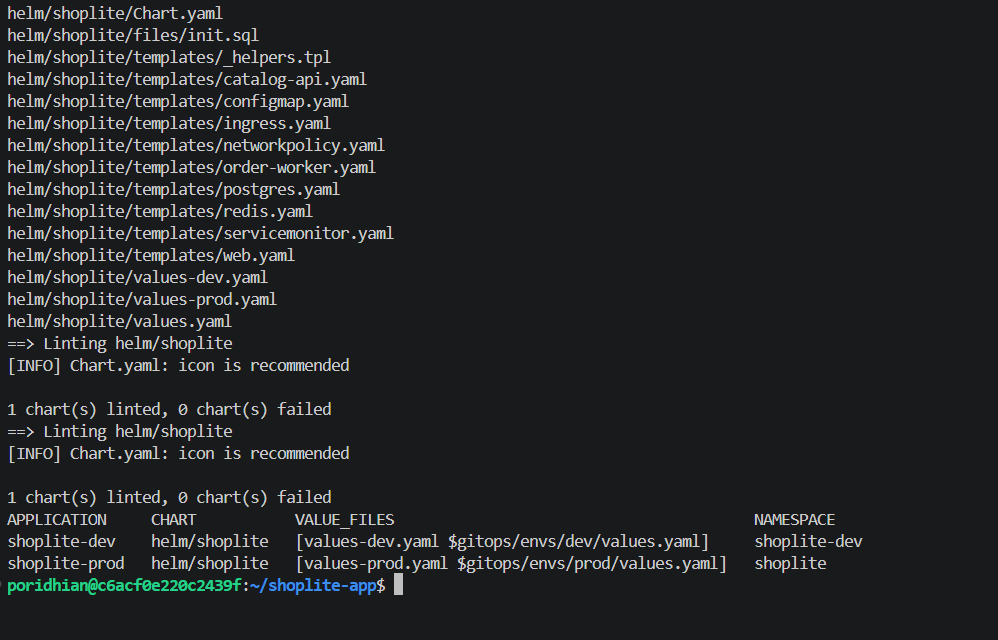 helm/shoplite/Chart.yaml
helm/shoplite/files/init.sql
helm/shoplite/templates/_helpers.tpl
helm/shoplite/templates/catalog-api.yaml
helm/shoplite/templates/configmap.yaml
helm/shoplite/templates/ingress.yaml
helm/shoplite/templates/networkpolicy.yaml
helm/shoplite/templates/order-worker.yaml
helm/shoplite/templates/postgres.yaml
helm/shoplite/templates/redis.yaml
helm/shoplite/templates/servicemonitor.yaml
helm/shoplite/templates/web.yaml
helm/shoplite/values-dev.yaml
helm/shoplite/values-prod.yaml
helm/shoplite/values.yaml
==> Linting helm/shoplite
[INFO] Chart.yaml: icon is recommended

1 chart(s) linted, 0 chart(s) failed
==> Linting helm/shoplite
[INFO] Chart.yaml: icon is recommended

1 chart(s) linted, 0 chart(s) failed
APPLICATION     CHART           VALUE_FILES                                        NAMESPACE
shoplite-dev    helm/shoplite   [values-dev.yaml $gitops/envs/dev/values.yaml]     shoplite-dev
shoplite-prod   helm/shoplite   [values-prod.yaml $gitops/envs/prod/values.yaml]   shoplite
poridhian@c6acf0e220c2439f:~/shoplite-app$